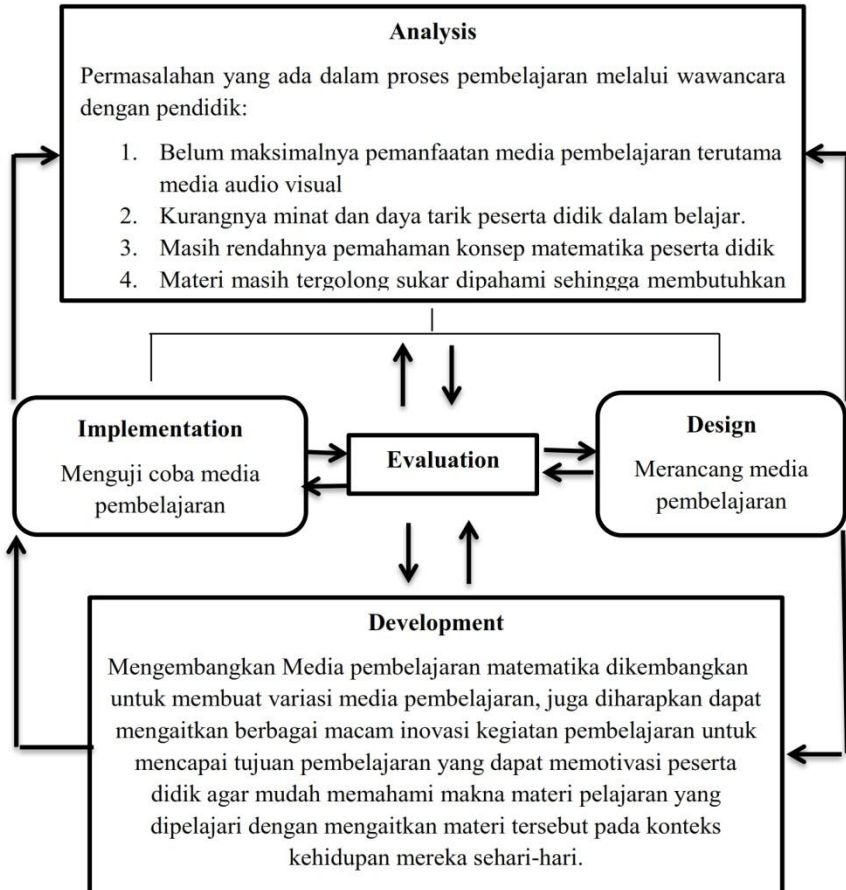 Analysis
Permasalahan yang ada dalam proses pembelajaran melalui wawancara
dengan pendidik:
1. Belum maksimalnya pemanfaatan media pembelajaran terutama
media audio visual
2. Kurangnya minat dan daya tarik peserta didik dalam belajar.
3. Masih rendahnya pemahaman konsep matematika peserta didik
4. Materi masih tergolong sukar dipahami sehingga membutuhkan
Implementation
Menguji coba media
pembelajaran
Evaluation
Design
Merancang media
pembelajaran
Development
Mengembangkan Media pembelajaran matematika dikembangkan
untuk membuat variasi media pembelajaran, juga diharapkan dapat
mengaitkan berbagai macam inovasi kegiatan pembelajaran untuk
mencapai tujuan pembelajaran yang dapat memotivasi peserta
didik agar mudah memahami makna materi pelajaran yang
dipelajari dengan mengaitkan materi tersebut pada konteks
kehidupan mereka sehari-hari.